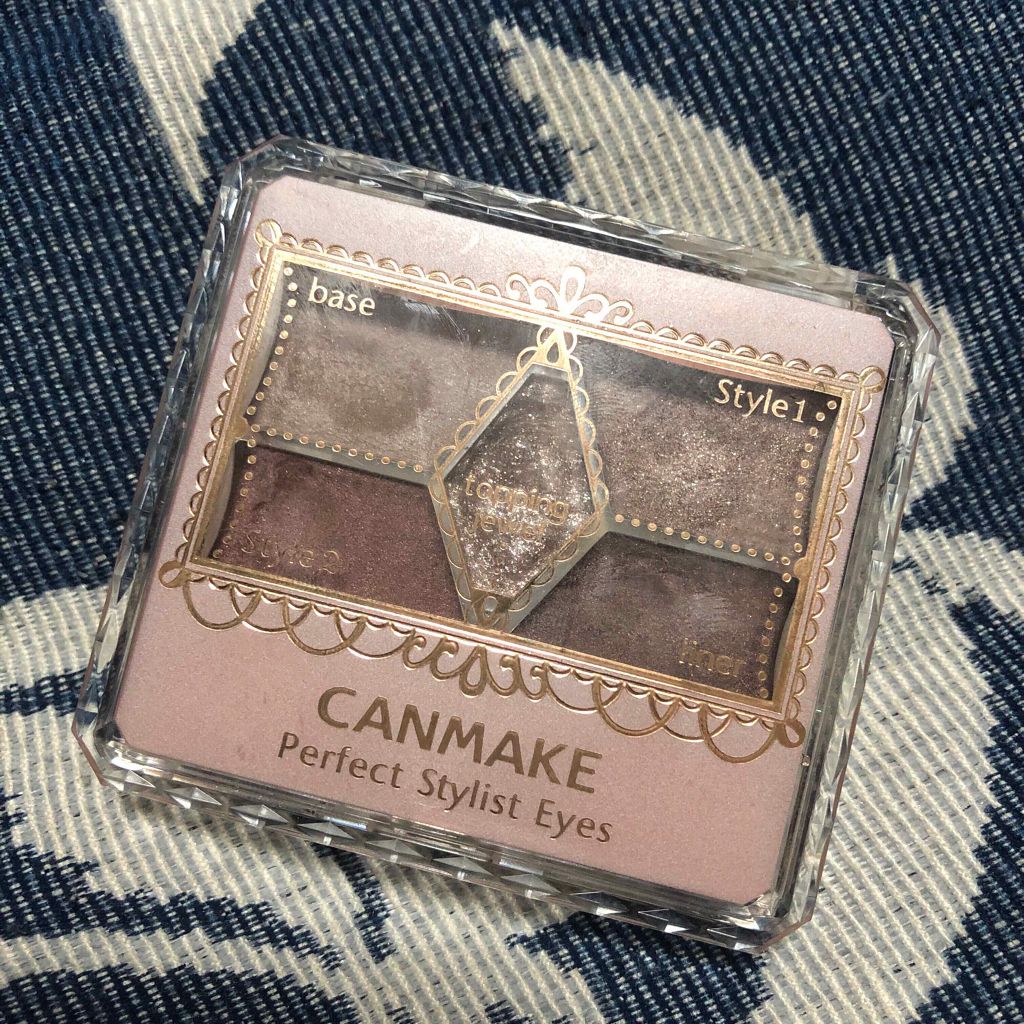 base
Style1
topping
jewel
Style2
liner
CANMAKE
Perfect Stylist Eyes